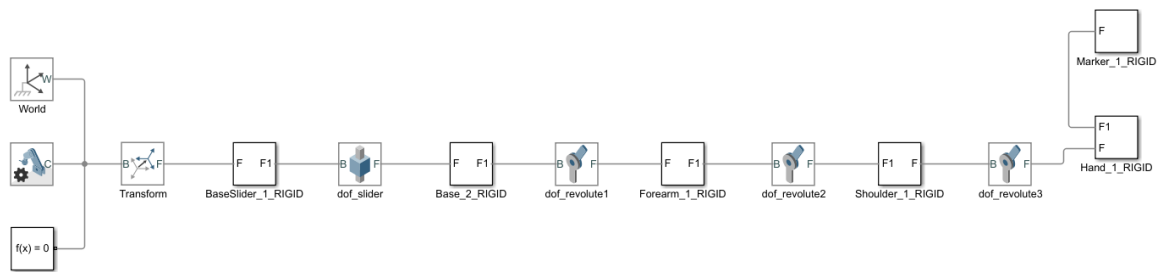 F
Marker_1_RIGID
W
World
F1
F
Hand_1_RIGID
C
B F
Transform
F F1
BaseSlider_1_RIGID
B F
dof_slider
F F1
Base_2_RIGID
B F
dof_revolute1
F F1
Forearm_1_RIGID
B F
dof_revolute2
F1 F
Shoulder_1_RIGID
B F
dof_revolute3
f(x) = 0